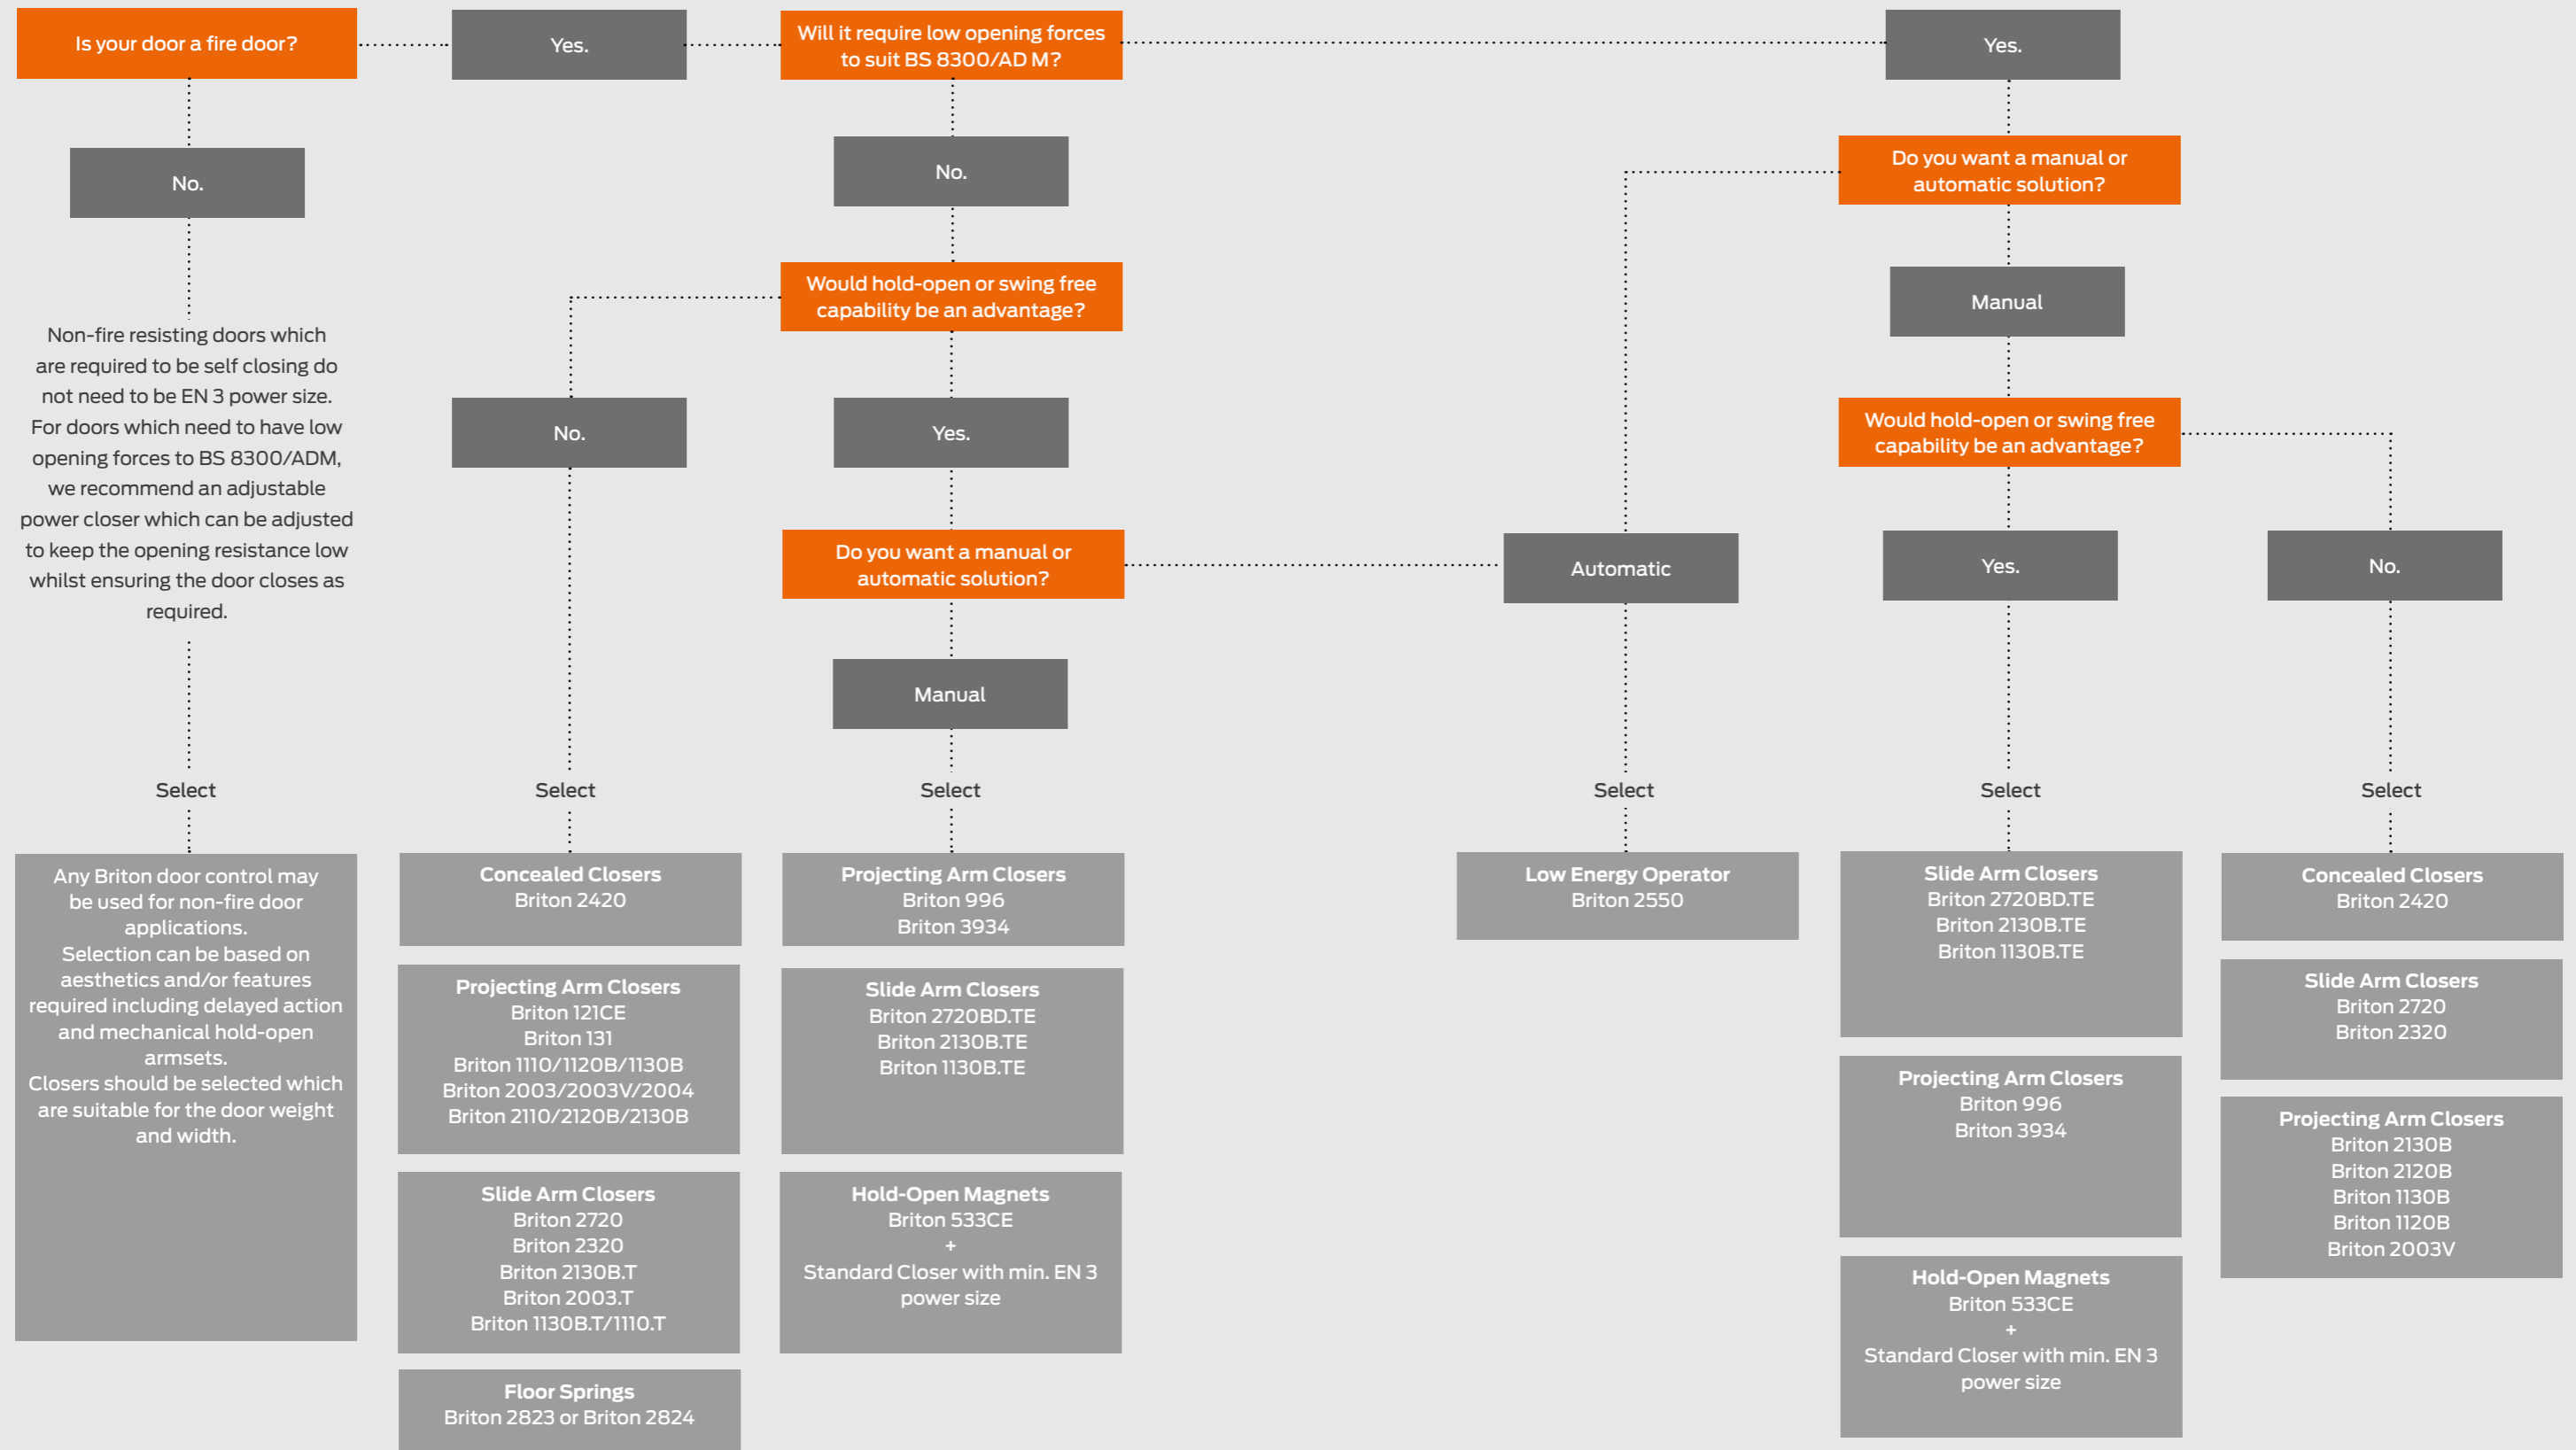 Is your door a fire door?
Yes.
Will it require low opening forces
to suit BS 8300/AD M?
Yes.
No.
No.
Do you want a manual or
automatic solution?
Would hold-open or swing free
capability be an advantage?
Manual
Non-fire resisting doors which
are required to be self closing do
not need to be EN 3 power size.
For doors which need to have low
opening forces to BS 8300/ADM,
we recommend an adjustable
power closer which can be adjusted
to keep the opening resistance low
whilst ensuring the door closes as
required.
No.
Yes.
Would hold-open or swing free
capability be an advantage?
Do you want a manual or
automatic solution?
Automatic
Yes.
No.
Manual
Select
Select
Select
Select
Select
Select
Any Briton door control may
be used for non-fire door
applications.
Selection can be based on
aesthetics and/or features
required including delayed action
and mechanical hold-open
armsets.
Closers should be selected which
are suitable for the door weight
and width.
Concealed Closers
Briton 2420
Projecting Arm Closers
Briton 121CE
Briton 131
Briton 1110/1120B/1130B
Briton 2003/2003V/2004
Briton 2110/2120B/2130B
Slide Arm Closers
Briton 2720
Briton 2320
Briton 2130B.T
Briton 2003.T
Briton 1130B.T/1110.T
Floor Springs
Briton 2823 or Briton 2824
Projecting Arm Closers
Briton 996
Briton 3934
Slide Arm Closers
Briton 2720BD.TE
Briton 2130B.TE
Briton 1130B.TE
Hold-Open Magnets
Briton 533CE
+
Standard Closer with min. EN 3
power size
Low Energy Operator
Briton 2550
Slide Arm Closers
Briton 2720BD.TE
Briton 2130B.TE
Briton 1130B.TE
Projecting Arm Closers
Briton 996
Briton 3934
Hold-Open Magnets
Briton 533CE
+
Standard Closer with min. EN 3
power size
Concealed Closers
Briton 2420
Slide Arm Closers
Briton 2720
Briton 2320
Projecting Arm Closers
Briton 2130B
Briton 2120B
Briton 1130B
Briton 1120B
Briton 2003V